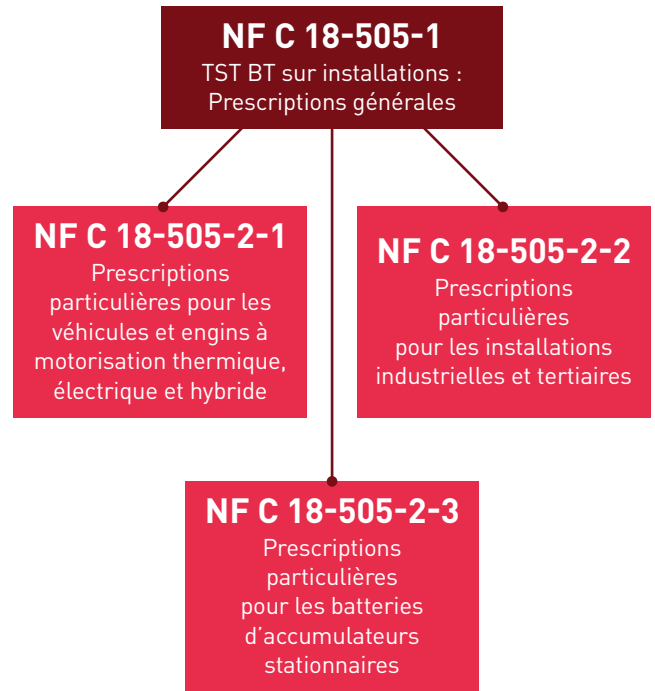 NF C 18-505-1
TST BT sur installations :
Prescriptions générales
NF C 18-505-2-1
Prescriptions
particulières pour les
véhicules et engins à
motorisation thermique,
électrique et hybride
NF C 18-505-2-2
Prescriptions
particulières
pour les installations
industrielles et tertiaires
NF C 18-505-2-3
Prescriptions
particulières
pour les batteries
d’accumulateurs
stationnaires